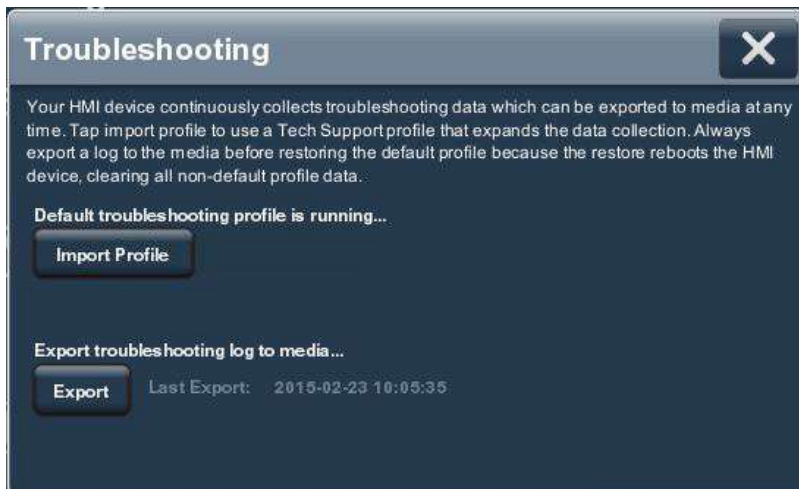 Troubleshooting
Your HMI device continuously collects troubleshooting data which can be exported to media at any
time. Tap import profile to use a Tech Support profile that expands the data collection. Always
export a log to the media before restoring the default profile because the restore reboots the HMI
device, clearing all non-default profile data.
Default troubleshooting profile is running...
Import Profile
Export troubleshooting log to media...
Export Last Export: 2015-02-23 10:05:35